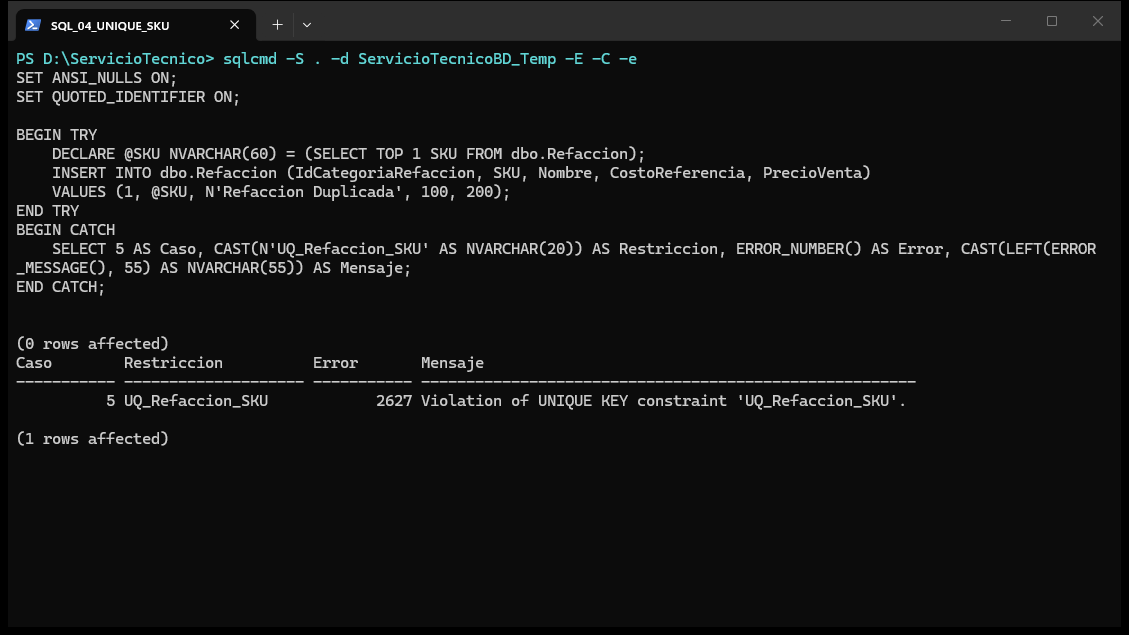 SQL_04_UNIQUE_SKU
PS D:\ServicioTecnico> sqlcmd -S . -d ServicioTecnicoBD_Temp -E -C -e
SET ANSI_NULLS ON;
SET QUOTED_IDENTIFIER ON;

BEGIN TRY
    DECLARE @SKU NVARCHAR(60) = (SELECT TOP 1 SKU FROM dbo.Refaccion);
    INSERT INTO dbo.Refaccion (IdCategoriaRefaccion, SKU, Nombre, CostoReferencia, PrecioVenta)
    VALUES (1, @SKU, N'Refaccion Duplicada', 100, 200);
END TRY
BEGIN CATCH
    SELECT 5 AS Caso, CAST(N'UQ_Refaccion_SKU' AS NVARCHAR(20)) AS Restriccion, ERROR_NUMBER() AS Error, CAST(LEFT(ERROR
_MESSAGE(), 55) AS NVARCHAR(55)) AS Mensaje;
END CATCH;


(0 rows affected)
Caso        Restriccion          Error       Mensaje
----------- -------------------- ----------- -------------------------------------------------------
          5 UQ_Refaccion_SKU            2627 Violation of UNIQUE KEY constraint 'UQ_Refaccion_SKU'.

(1 rows affected)